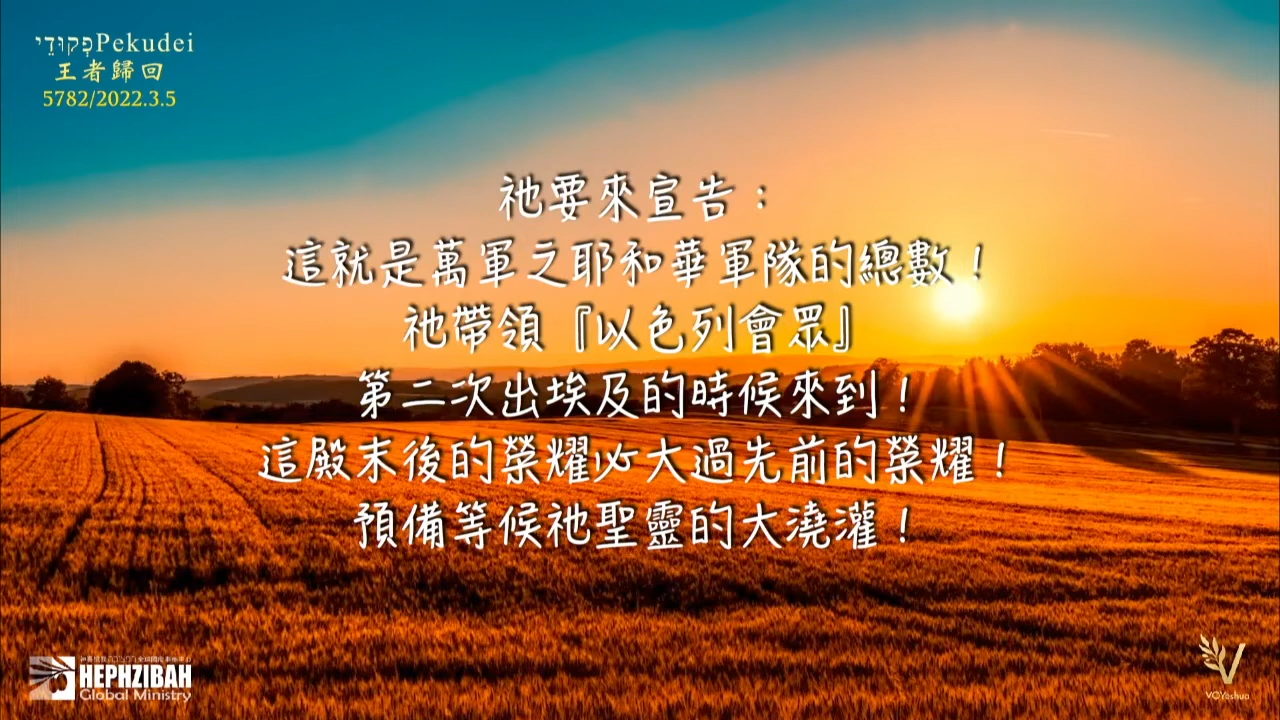 פְקוּדֵי Pekudei
王者歸回
5782/2022.3.5
祂要來宣告：
這就是萬軍之耶和華軍隊的總數！
祂帶領『以色列會眾』
第二次出埃及的時候來到！
這殿末後的榮耀必大過先前的榮耀！
預備等候祂聖靈的大澆灌！
HEPHZIBAH
Global Ministry
VOYeshua